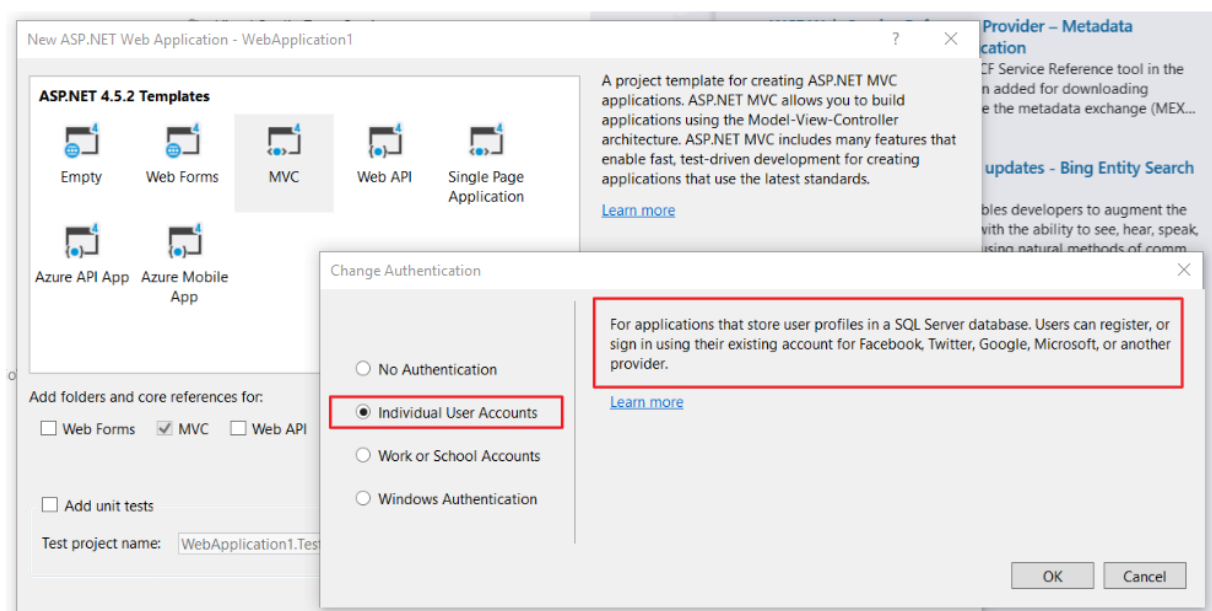 Provider – Metadata
cation
New ASP.NET Web Application - WebApplication1
?
CF Service Reference tool in the
n added for downloading
e the metadata exchange (MEX...
updates - Bing Entity Search
bles developers to augment the
with the ability to see, hear, speak,
using natural methods of comm
ASP.NET 4.5.2 Templates
Empty
Web Forms
MVC
Web API
Single Page
Application
Azure API App
Azure Mobile
App
A project template for creating ASP.NET MVC
applications. ASP.NET MVC allows you to build
applications using the Model-View-Controller
architecture. ASP.NET MVC includes many features that
enable fast, test-driven development for creating
applications that use the latest standards.
Learn more
Add folders and core references for:
Web Forms MVC Web API
Add unit tests
Test project name: WebApplication1.Test
Change Authentication
No Authentication
Individual User Accounts
Work or School Accounts
Windows Authentication
For applications that store user profiles in a SQL Server database. Users can register, or
sign in using their existing account for Facebook, Twitter, Google, Microsoft, or another
provider.
Learn more
OK
Cancel